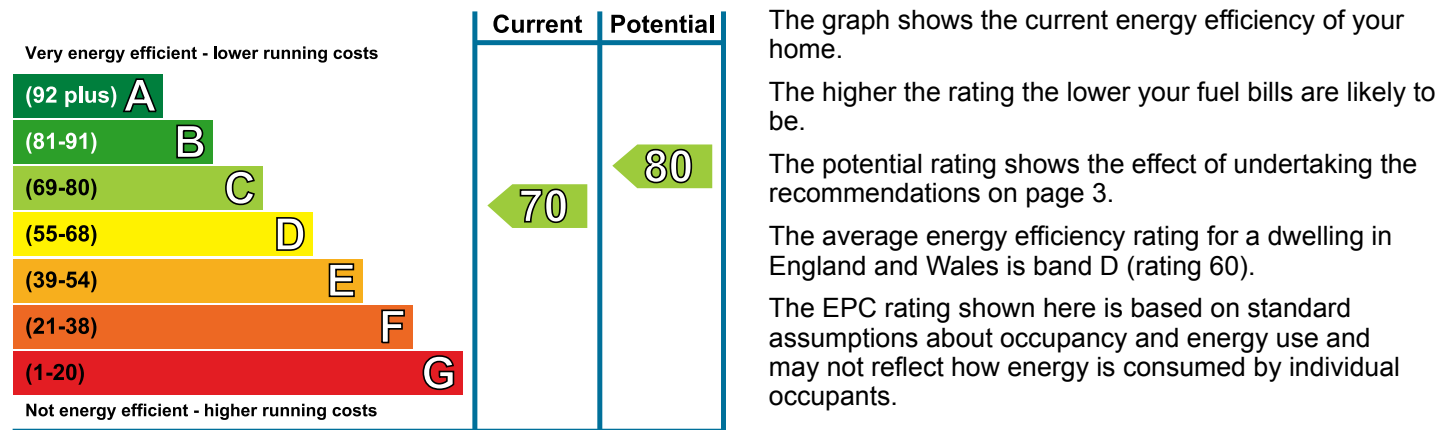 Current Potential
Very energy efficient - lower running costs
(92 plus) A
(81-91) B
(69-80) C
(55-68) D
(39-54) E
(21-38) F
(1-20) G
Not energy efficient - higher running costs
70
80
The graph shows the current energy efficiency of your
home.
The higher the rating the lower your fuel bills are likely to
be.
The potential rating shows the effect of undertaking the
recommendations on page 3.
The average energy efficiency rating for a dwelling in
England and Wales is band D (rating 60).
The EPC rating shown here is based on standard
assumptions about occupancy and energy use and
may not reflect how energy is consumed by individual
occupants.